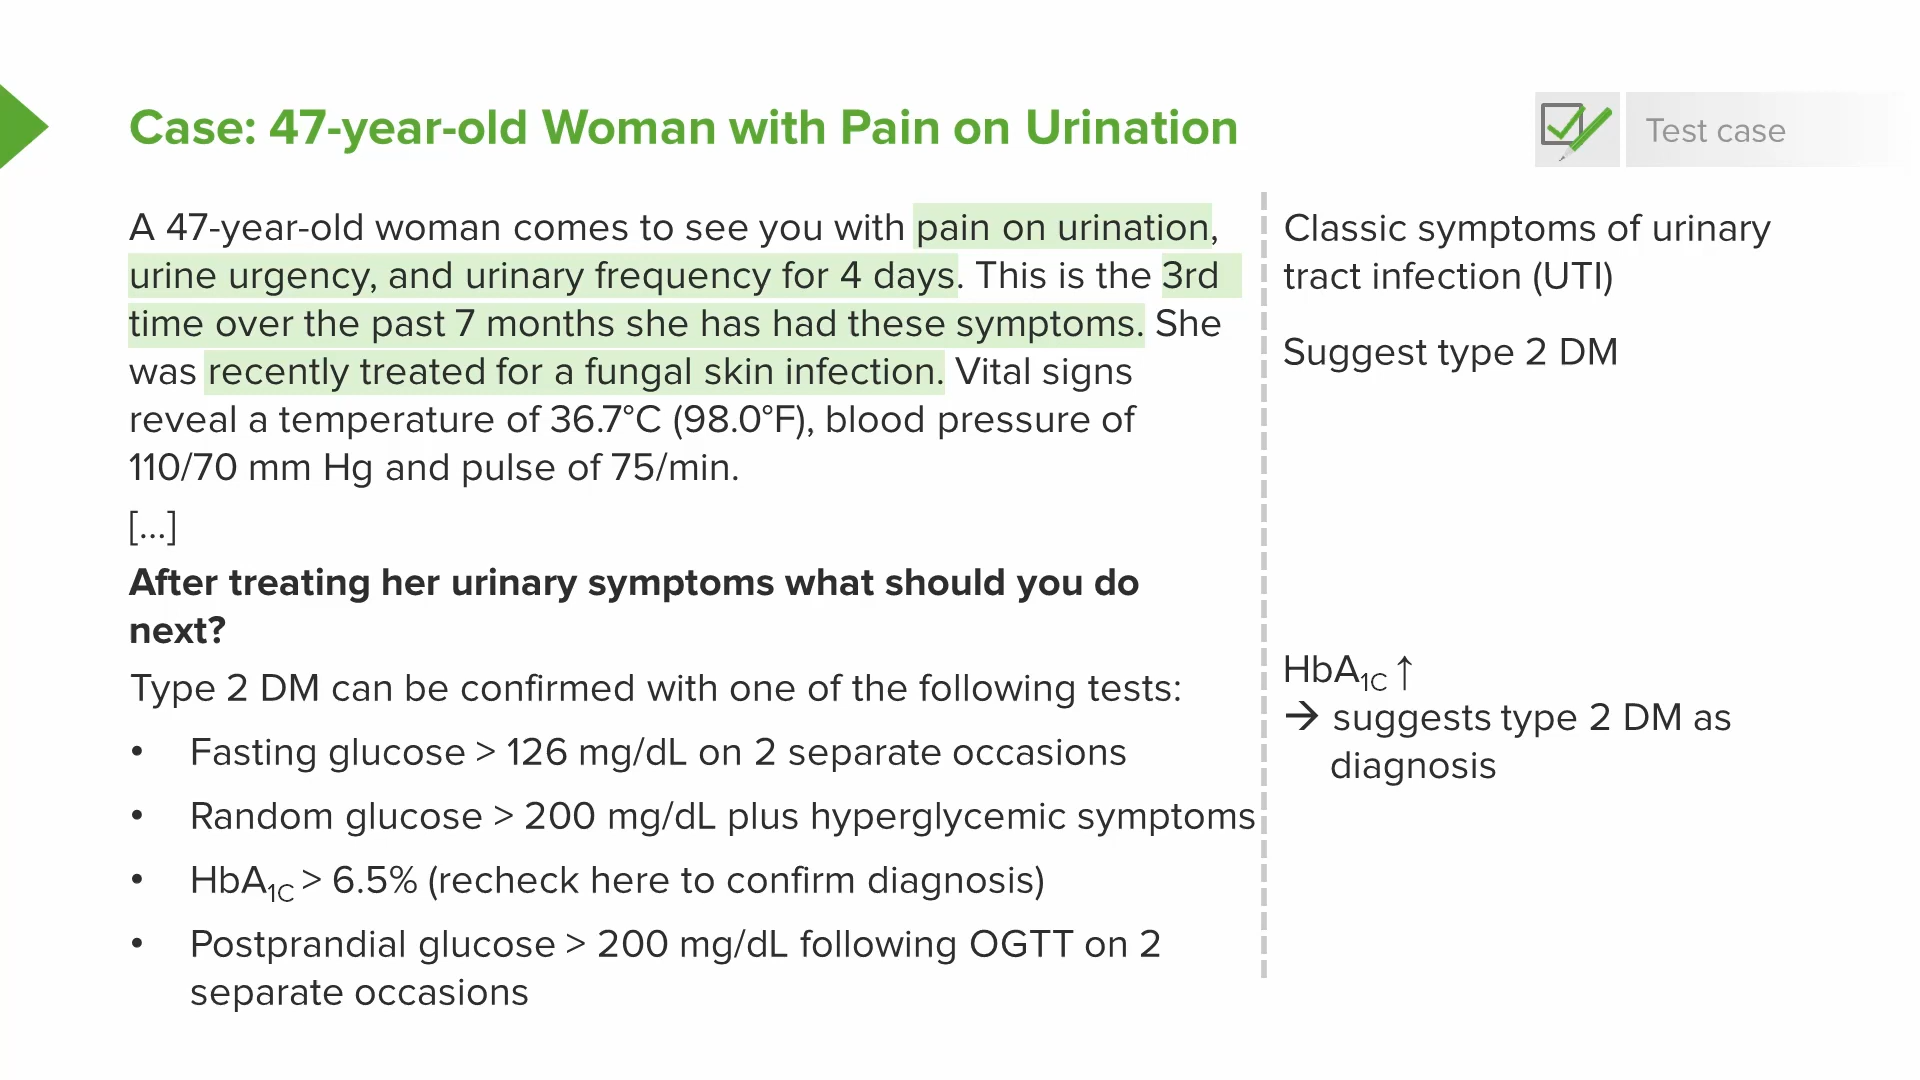 Case: 47-year-old Woman with Pain on Urination
Test case
A 47-year-old woman comes to see you with pain on urination,
urine urgency, and urinary frequency for 4 days. This is the 3rd
time over the past 7 months she has had these symptoms. She
was recently treated for a fungal skin infection. Vital signs
reveal a temperature of 36.7°C (98.0°F), blood pressure of
110/70 mm Hg and pulse of 75/min.
[...]
After treating her urinary symptoms what should you do
next?
Type 2 DM can be confirmed with one of the following tests:
• Fasting glucose > 126 mg/dL on 2 separate occasions
• Random glucose > 200 mg/dL plus hyperglycemic symptoms
• HbA1C > 6.5% (recheck here to confirm diagnosis)
• Postprandial glucose > 200 mg/dL following OGTT on 2
separate occasions
Classic symptoms of urinary
tract infection (UTI)
Suggest type 2 DM
HbA1C ↑
→ suggests type 2 DM as
diagnosis